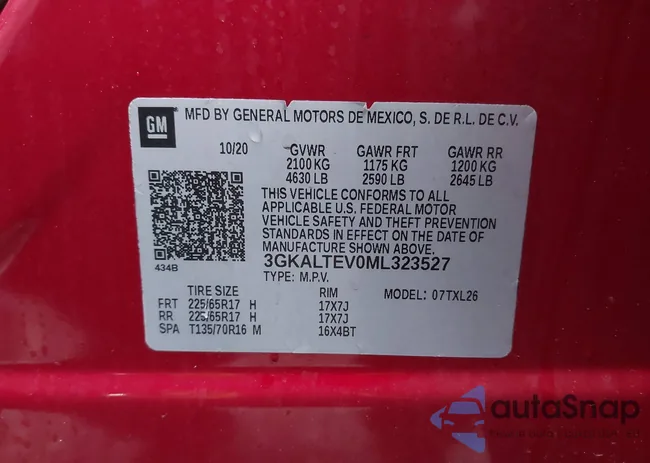 GM
MFD BY GENERAL MOTORS DE MEXICO, S. DE R.L. DE C.V.
10/20 GVWR GAWR FRT GAWR RR
2100 KG 1175 KG 1200 KG
4630 LB 2590 LB 2645 LB
THIS VEHICLE CONFORMS TO ALL
APPLICABLE U.S. FEDERAL MOTOR
VEHICLE SAFETY AND THEFT PREVENTION
STANDARDS IN EFFECT ON THE DATE OF
MANUFACTURE SHOWN ABOVE.
434B
3GKALTEV0ML323527
TYPE: M.P.V.
TIRE SIZE RIM MODEL: 07TXL26
FRT 225/65R17 H 17X7J
RR 225/65R17 H 17X7J
SPA T135/70R16 M 16X4BT
autoSnap